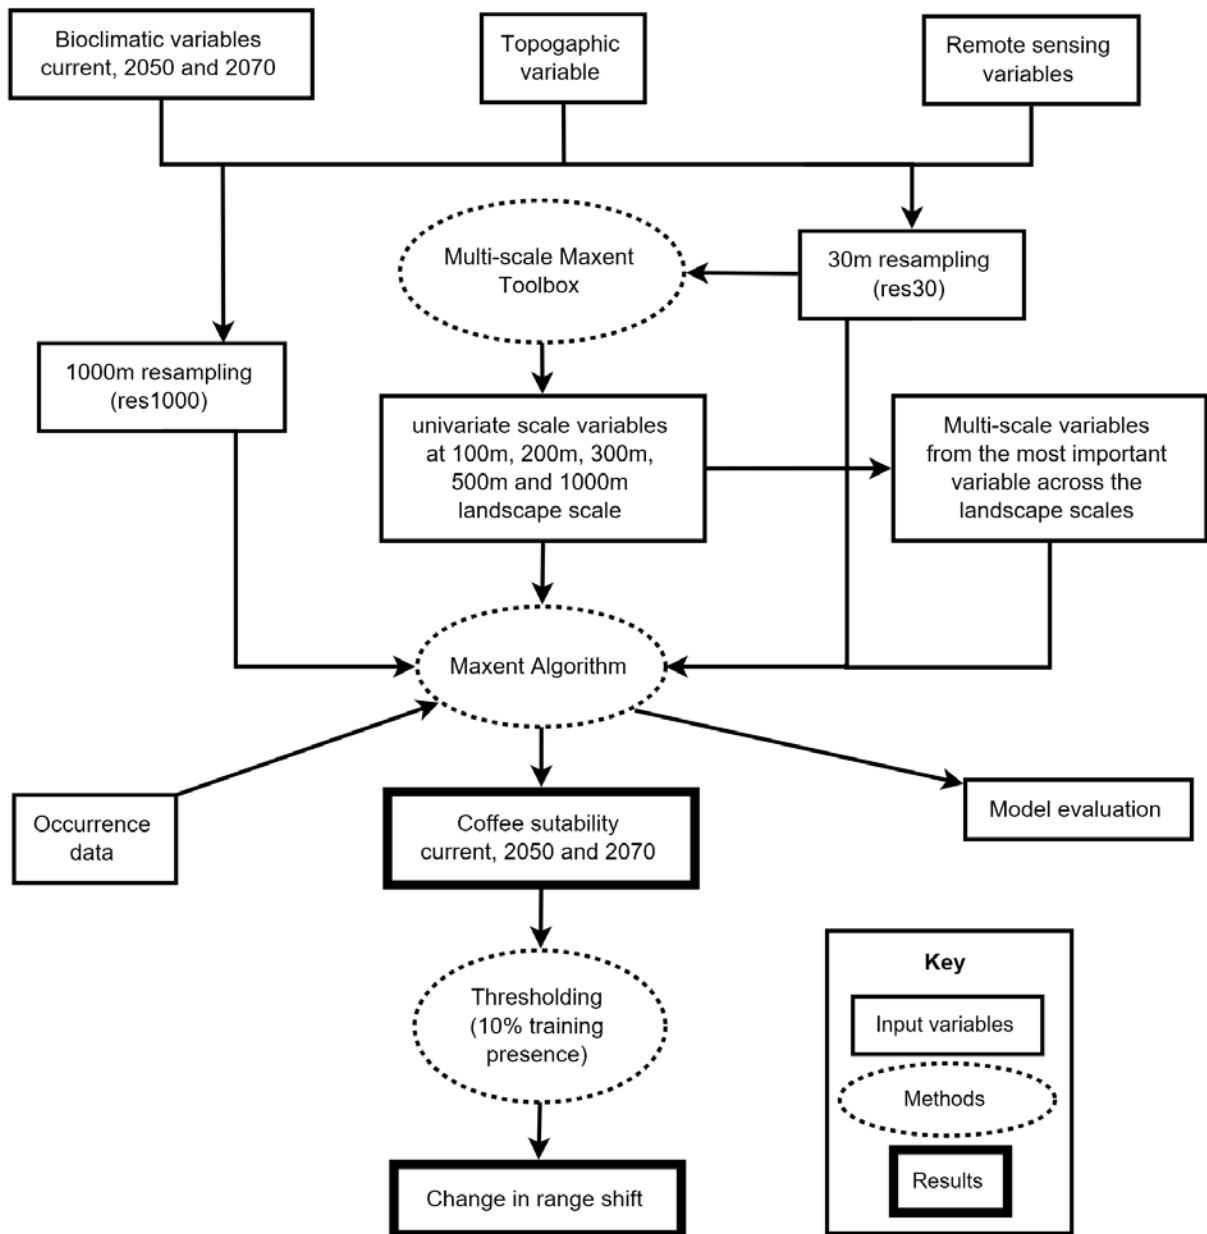 Bioclimatic variables
current, 2050 and 2070
Topogaphic
variable
Remote sensing
variables
Multi-scale Maxent
Toolbox
30m resampling
(res30)
1000m resampling
(res1000)
univariate scale variables
at 100m, 200m, 300m,
500m and 1000m
landscape scale
Multi-scale variables
from the most important
variable across the
landscape scales
Maxent Algorithm
Occurrence
data
Coffee sutability
current, 2050 and 2070
Model evaluation
Thresholding
(10% training
presence)
Change in range shift
Key
Input variables
Methods
Results